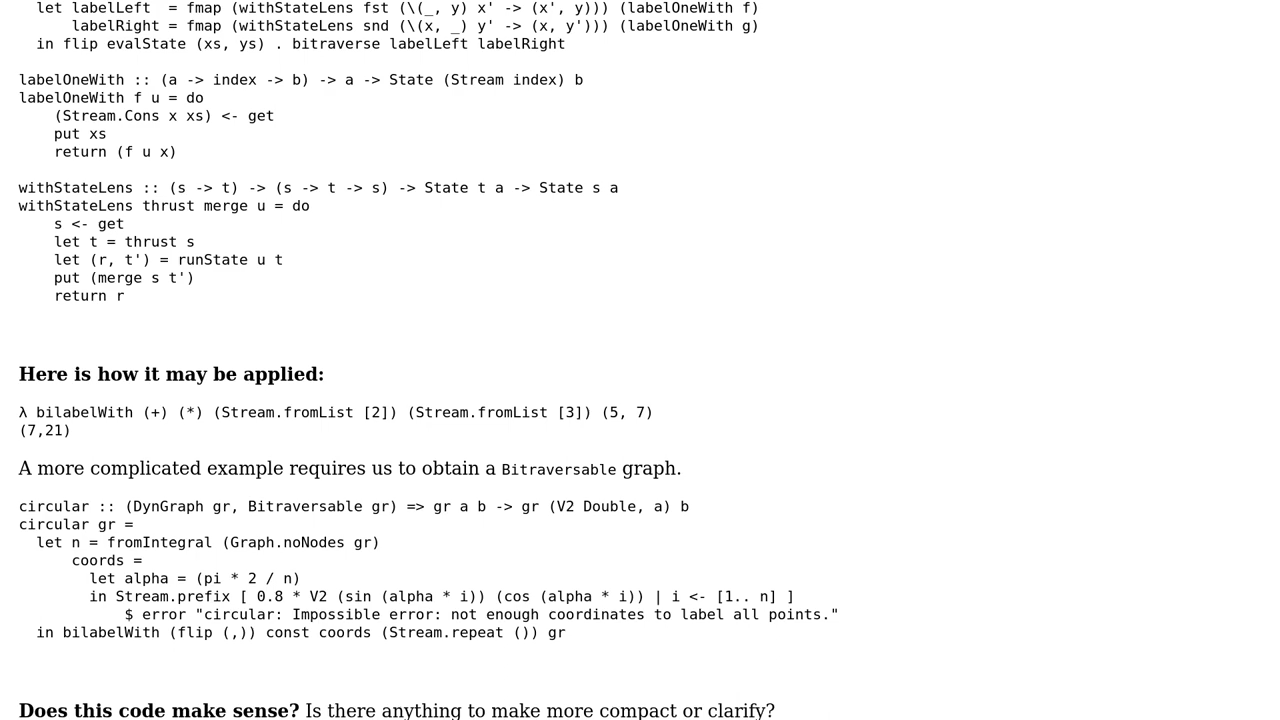 let labelLeft  = fmap (withStateLens fst (\(_, y) x' -> (x', y))) (labelOneWith f)
      labelRight = fmap (withStateLens snd (\(x, _) y' -> (x, y'))) (labelOneWith g)
  in flip evalState (xs, ys) . bitraverse labelLeft labelRight
labelOneWith :: (a -> index -> b) -> a -> State (Stream index) b
labelOneWith f u = do
    (Stream.Cons x xs) <- get
    put xs
    return (f u x)
withStateLens :: (s -> t) -> (s -> t -> s) -> State t a -> State s a
withStateLens thrust merge u = do
    s <- get
    let t = thrust s
    let (r, t') = runState u t
    put (merge s t')
    return r
Here is how it may be applied:
λ bilabelWith (+) (*) (Stream.fromList [2]) (Stream.fromList [3]) (5, 7)
(7,21)
A more complicated example requires us to obtain a Bitraversable graph.
circular :: (DynGraph gr, Bitraversable gr) => gr a b -> gr (V2 Double, a) b
circular gr =
  let n = fromIntegral (Graph.noNodes gr)
      coords =
        let alpha = (pi * 2 / n)
        in Stream.prefix [ 0.8 * V2 (sin (alpha * i)) (cos (alpha * i)) | i <- [1.. n] ]
            $ error "circular: Impossible error: not enough coordinates to label all points."
  in bilabelWith (flip (,)) const coords (Stream.repeat ()) gr
Does this code make sense? Is there anything to make more compact or clarify?